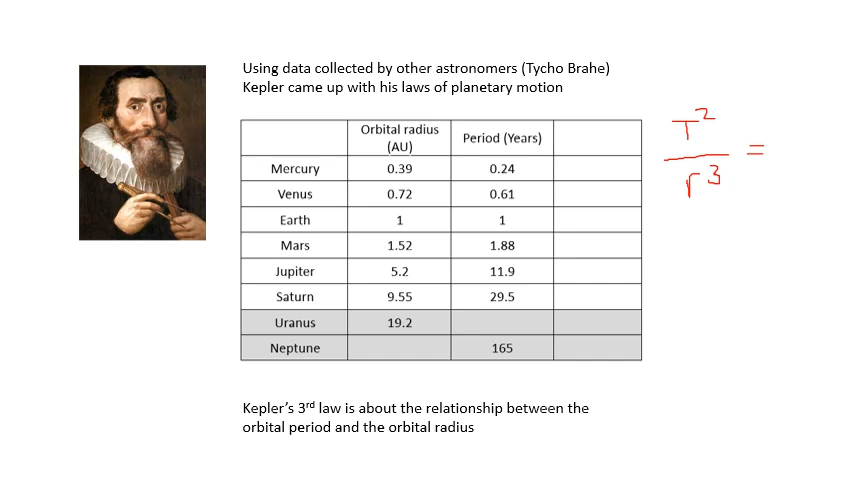 Using data collected by other astronomers (Tycho Brahe)
Kepler came up with his laws of planetary motion
Orbital radius (AU) Period (Years)
Mercury 0.39 0.24
Venus 0.72 0.61
Earth 1 1
Mars 1.52 1.88
Jupiter 5.2 11.9
Saturn 9.55 29.5
Uranus 19.2
Neptune 165
T²
/ r³ =
Kepler's 3rd law is about the relationship between the
orbital period and the orbital radius